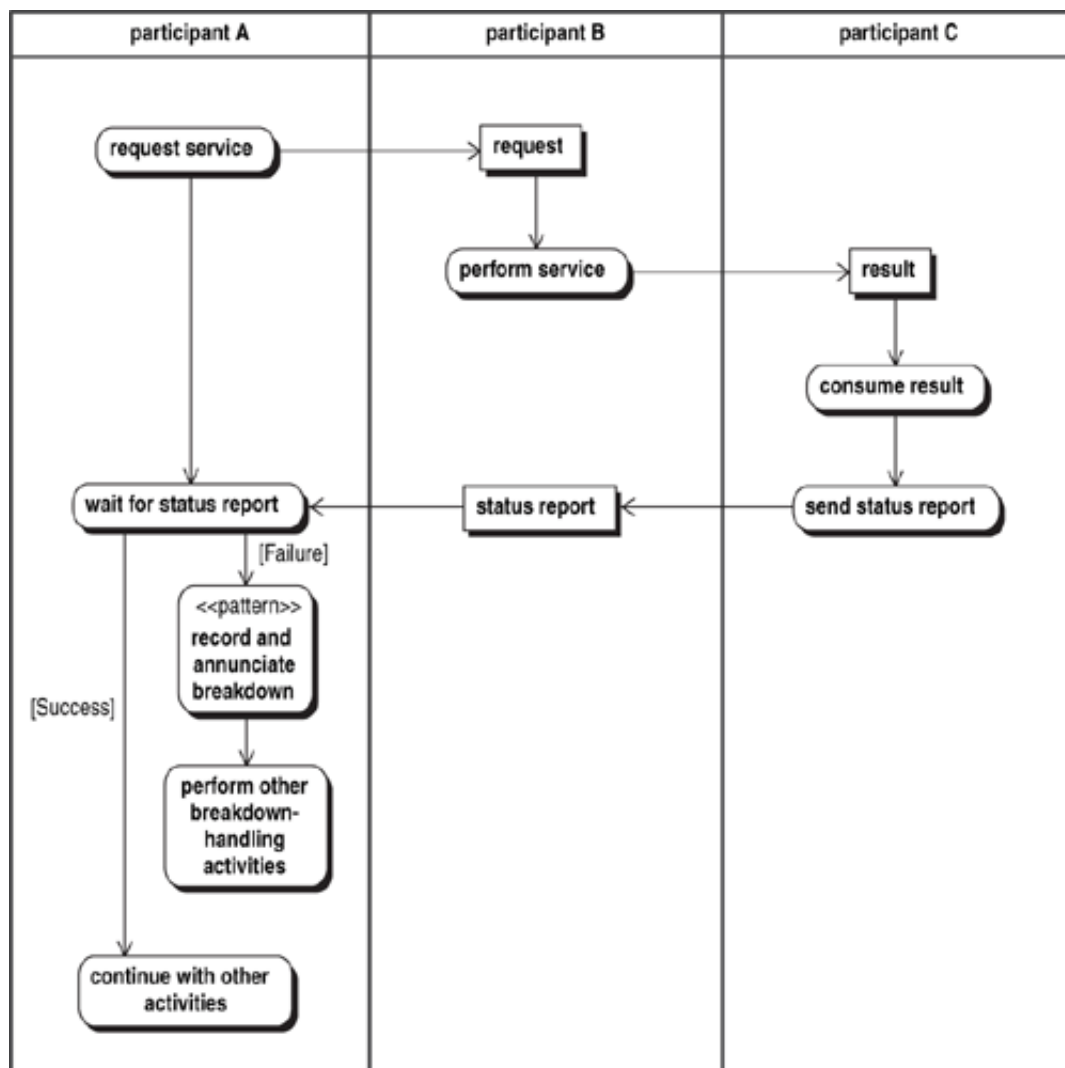 participant A
participant B
participant C
request service
request
perform service
result
consume result
wait for status report
status report
send status report
[Failure]
<<pattern>>
record and
annunciate
breakdown
[Success]
perform other
breakdown-
handling
activities
continue with other
activities